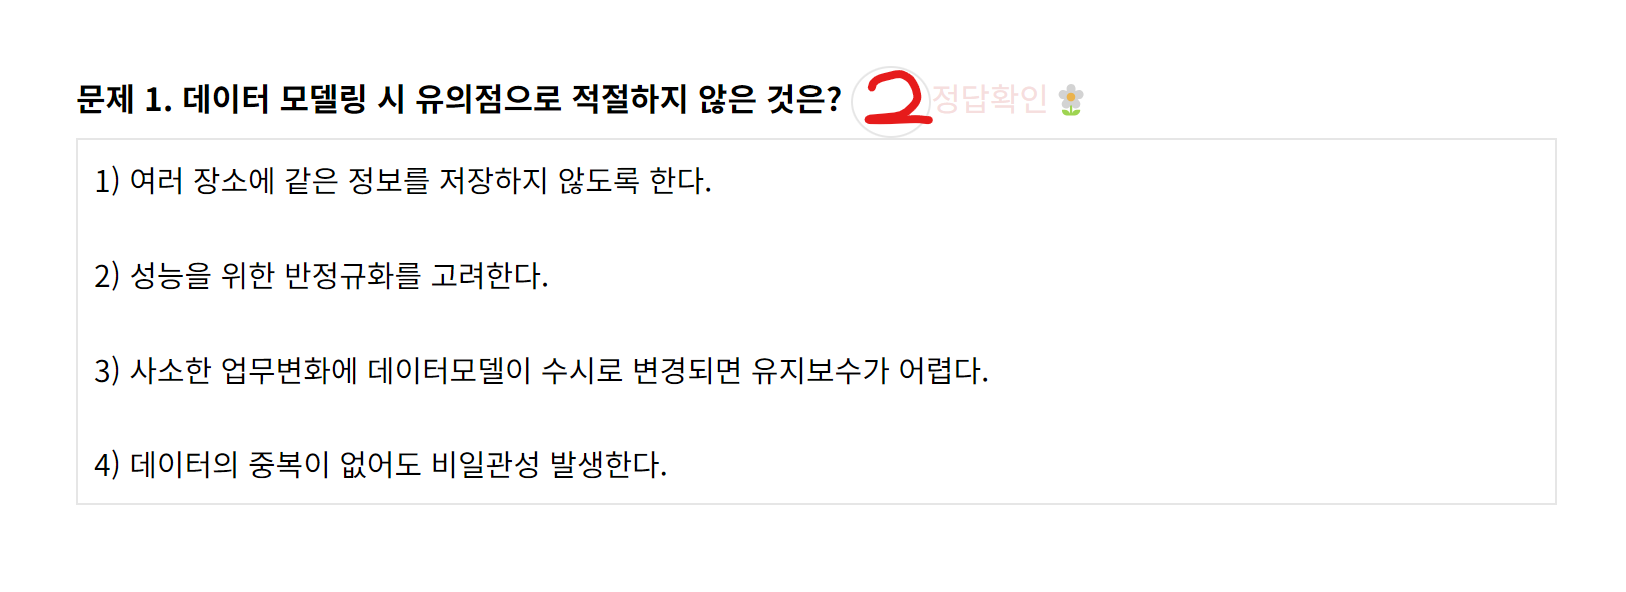 문제 1. 데이터 모델링 시 유의점으로 적절하지 않은 것은? 2 정답확인
1) 여러 장소에 같은 정보를 저장하지 않도록 한다.
2) 성능을 위한 반정규화를 고려한다.
3) 사소한 업무변화에 데이터모델이 수시로 변경되면 유지보수가 어렵다.
4) 데이터의 중복이 없어도 비일관성 발생한다.